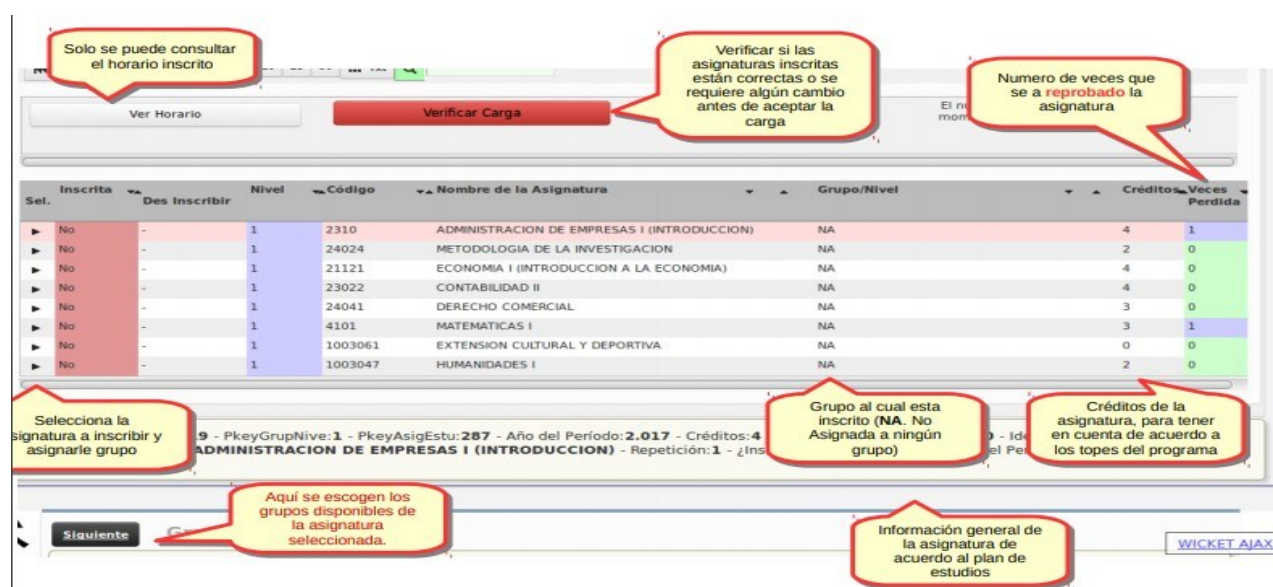 Solo se puede consultar
el horario inscrito
Verificar si las
asignaturas inscritas
están correctas o se
requiere algún cambio
antes de aceptar la
carga
Numero de veces que
se a reprobado la
asignatura
Ver Horario
Verificar Carga
El
Sel.
Inscrita
Des Inscribir
Nivel
Código
Nombre de la Asignatura
Grupo/Nivel
Créditos
Veces
Perdida
No - 1 2310 ADMINISTRACION DE EMPRESAS I (INTRODUCCION) NA 4 1
No - 1 24024 METODOLOGIA DE LA INVESTIGACION NA 2 0
No - 1 21121 ECONOMIA I (INTRODUCCION A LA ECONOMIA) NA 4 0
No - 1 23022 CONTABILIDAD II NA 4 0
No - 1 24041 DERECHO COMERCIAL NA 3 0
No - 1 4101 MATEMATICAS I NA 3 1
No - 1 1003061 EXTENSION CULTURAL Y DEPORTIVA NA 0 0
No - 1 1003047 HUMANIDADES I NA 2 0
Selecciona la
signatura a inscribir y
asignarle grupo
Grupo al cual esta
inscrito (NA. No
Asignada a ningún
grupo)
Créditos de la
asignatura, para tener
en cuenta de acuerdo a
los topes del programa
9 - PkeyGrupNive:1 - PkeyAsigEstu:287 - Año del Período:2.017 - Créditos:4
ADMINISTRACION DE EMPRESAS I (INTRODUCCION) - Repetición:1 -
Aquí se escogen los
grupos disponibles de
la asignatura
seleccionada.
Siguiente
Información general de
la asignatura de
acuerdo al plan de
estudios
WICKET AJAX